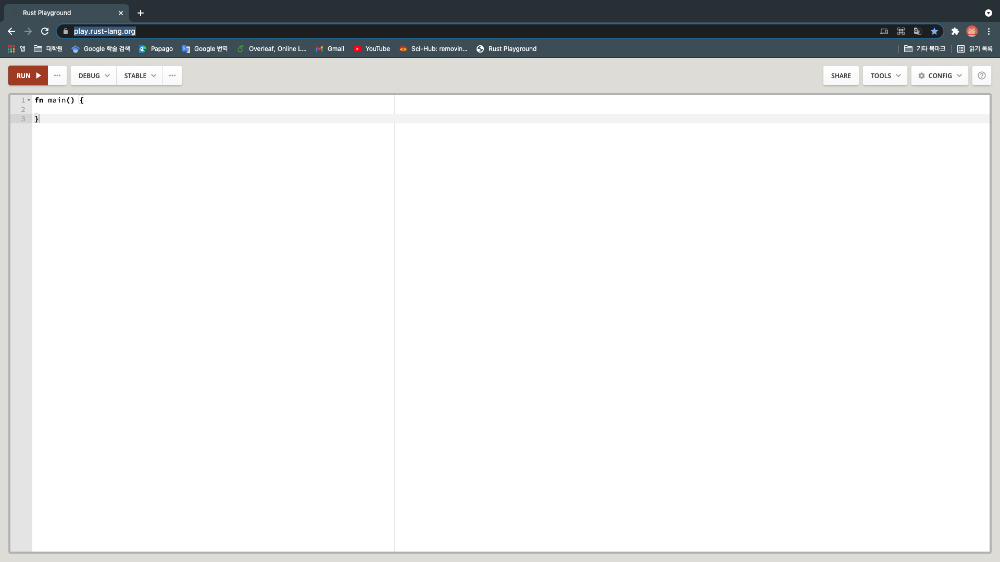 Rust Playground
play.rust-lang.org
앱 대학원 Google 학술 검색 Papago Google 번역 Overleaf, Online L... Gmail YouTube Sci-Hub: removin... Rust Playground 기타 북마크 읽기 목록
RUN ... DEBUG STABLE ... SHARE TOOLS CONFIG ?
1 fn main() {
2
3 }